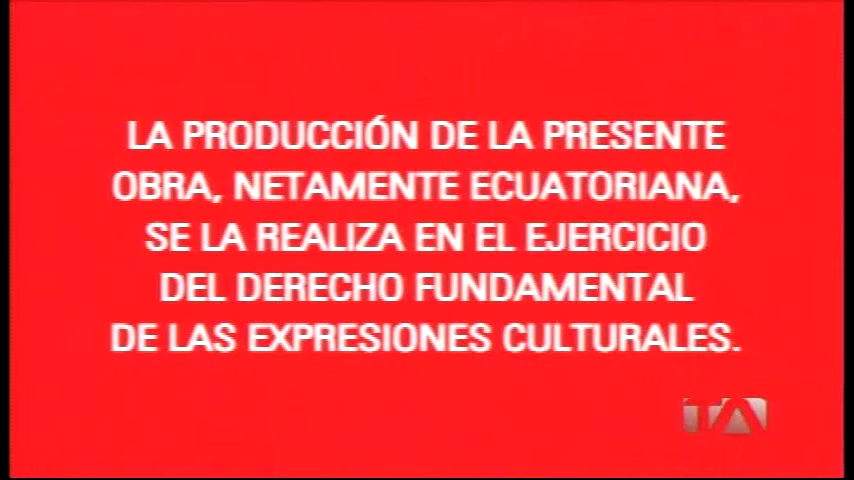 LA PRODUCCIÓN DE LA PRESENTE
OBRA, NETAMENTE ECUATORIANA,
SE LA REALIZA EN EL EJERCICIO
DEL DERECHO FUNDAMENTAL
DE LAS EXPRESIONES CULTURALES.
TA